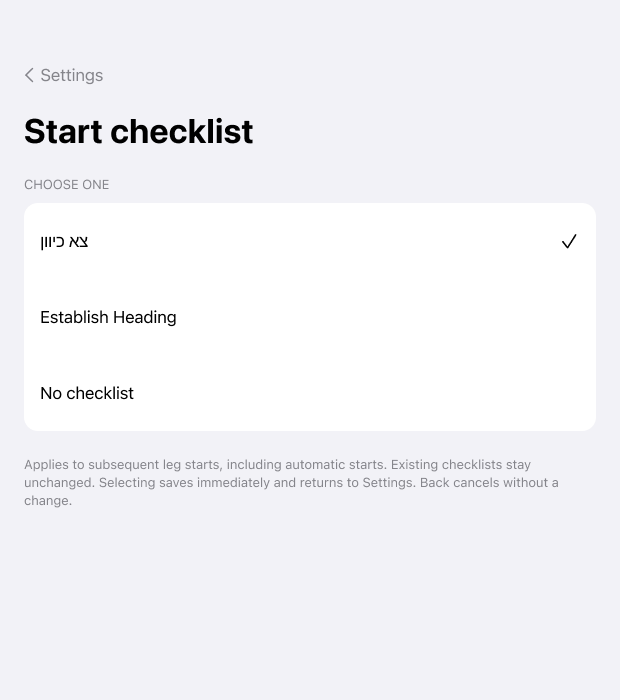 Settings
Start checklist
CHOOSE ONE
צא כיוון
Establish Heading
No checklist
Applies to subsequent leg starts, including automatic starts. Existing checklists stay
unchanged. Selecting saves immediately and returns to Settings. Back cancels without a
change.